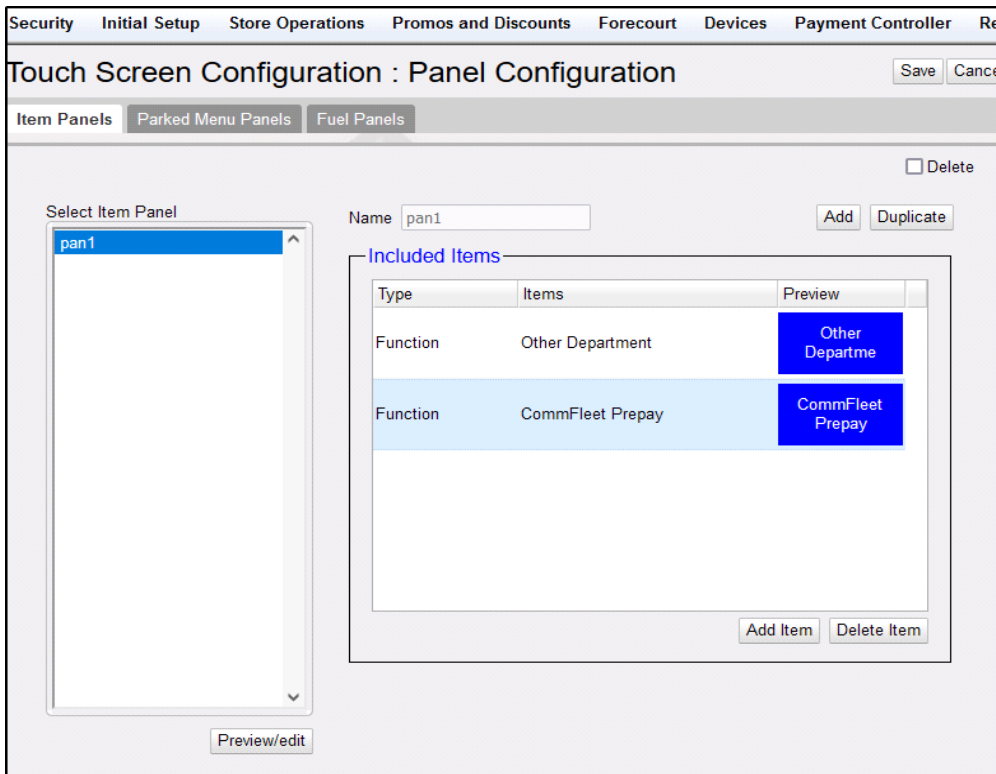 Security Initial Setup Store Operations Promos and Discounts Forecourt Devices Payment Controller Re
Touch Screen Configuration : Panel Configuration Save Cance
Item Panels Parked Menu Panels Fuel Panels
Delete
Select Item Panel
pan1
Preview/edit
Name pan1 Add Duplicate
Included Items
Type Items Preview
Function Other Department Other
Departme
Function CommFleet Prepay CommFleet
Prepay
Add Item Delete Item